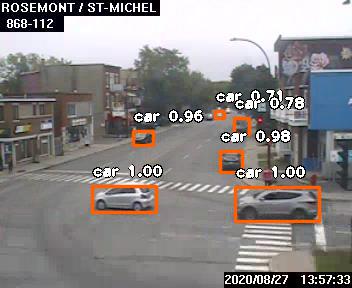 ROSEMONT / ST-MICHEL
868-112
car 0.71
car 0.78
car 0.96
car 0.98
car 1.00
car 1.00
2020/08/27 13:57:33